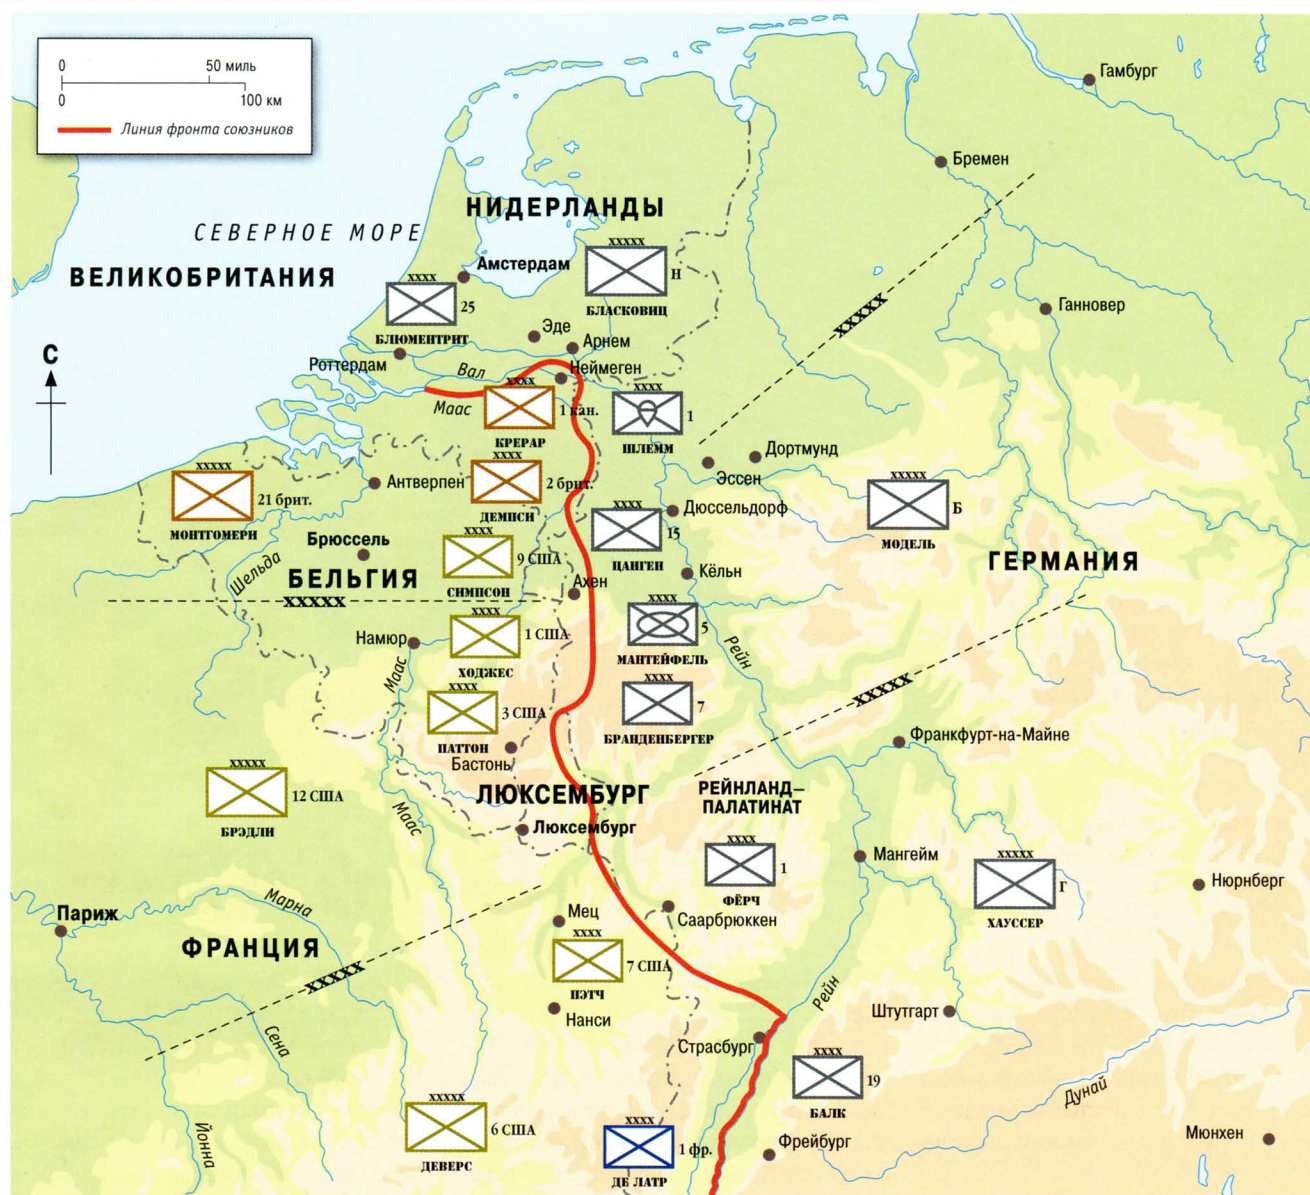 0 50 миль
0 100 км
Линия фронта союзников
Гамбург
Бремен
НИДЕРЛАНДЫ
СЕВЕРНОЕ МОРЕ
ВЕЛИКОБРИТАНИЯ
XXXXX
Н
БЛАСКОВИЦ
Амстердам
XXXX
25
БЛЮМЕНТРИТ
XXXXX
Ганновер
С
Эде
Арнем
Роттердам
Вал
Неймеген
Маас
XXXX
1 кан.
КРЕРАР
XXXX
1
ШЛЕММ
Дортмунд
Эссен
XXXXX
21 брит.
МОНТГОМЕРИ
Антверпен
XXXX
2 брит.
ДЕМПСИ
XXXXX
Б
МОДЕЛЬ
Дюссельдорф
XXXX
15
ЦАНГЕН
Брюссель
XXXX
9 США
СИМПСОН
ГЕРМАНИЯ
Кёльн
Шельда
БЕЛЬГИЯ
XXXXX
Ахен
XXXX
1 США
ХОДЖЕС
XXXX
5
МАНТЕЙФЕЛЬ
Рейн
Намюр
Маас
XXXX
3 США
ПАТТОН
XXXX
7
БРАНДЕНБЕРГЕР
XXXXX
Франкфурт-на-Майне
Бастонь
XXXXX
12 США
БРЭДЛИ
ЛЮКСЕМБУРГ
РЕЙНЛАНД–
ПАЛАТИНАТ
Маас
Люксембург
XXXX
1
ФЁРЧ
Мангейм
XXXXX
Г
ХАУССЕР
Нюрнберг
Марна
Париж
Мец
Саарбрюккен
ФРАНЦИЯ
XXXXX
XXXX
7 США
ПЭТЧ
Рейн
Нанси
Штутгарт
Сена
Страсбург
XXXX
19
БАЛК
Дунай
XXXXX
6 США
ДЕВЕРС
Йонна
XXXX
1 фр.
ДЕ ЛАТР
Фрейбург
Мюнхен